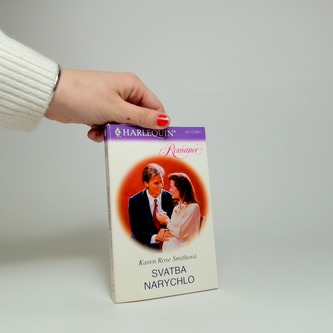 HARLEQUIN®
Romance
Karen Rose Smithová
SVATBA
NARYCHLO